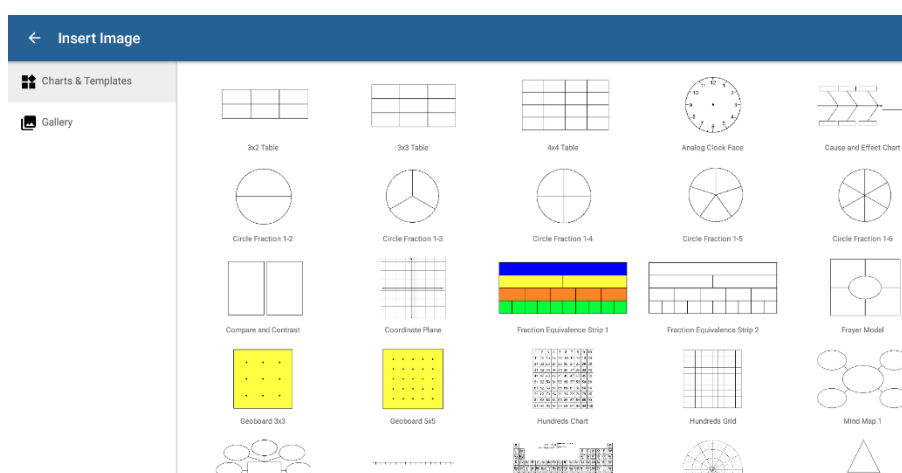 Insert Image
Charts & Templates
Gallery
3x2 Table
3x3 Table
4x4 Table
Analog Clock Face
Cause and Effect Chart
Circle Fraction 1-2
Circle Fraction 1-3
Circle Fraction 1-4
Circle Fraction 1-5
Circle Fraction 1-6
Compare and Contrast
Coordinate Plane
Fraction Equivalence Strip 1
Fraction Equivalence Strip 2
Frayer Model
Geoboard 3x3
Geoboard 5x5
Hundreds Chart
Hundreds Grid
Mind Map 1